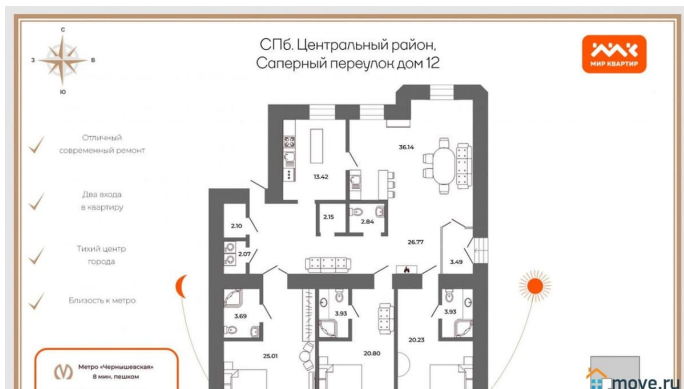 С
З В
Ю
СПб. Центральный район,
Саперный переулок дом 12
МИР КВАРТИР
Отличный
современный ремонт
Два входа
в квартиру
Тихий центр
города
Близость к метро
Метро «Чернышевская»
8 мин. пешком
13.42
36.14
2.10
2.15
2.84
2.07
26.77
3.49
3.69
3.93
3.93
25.01
20.80
20.23
move.ru